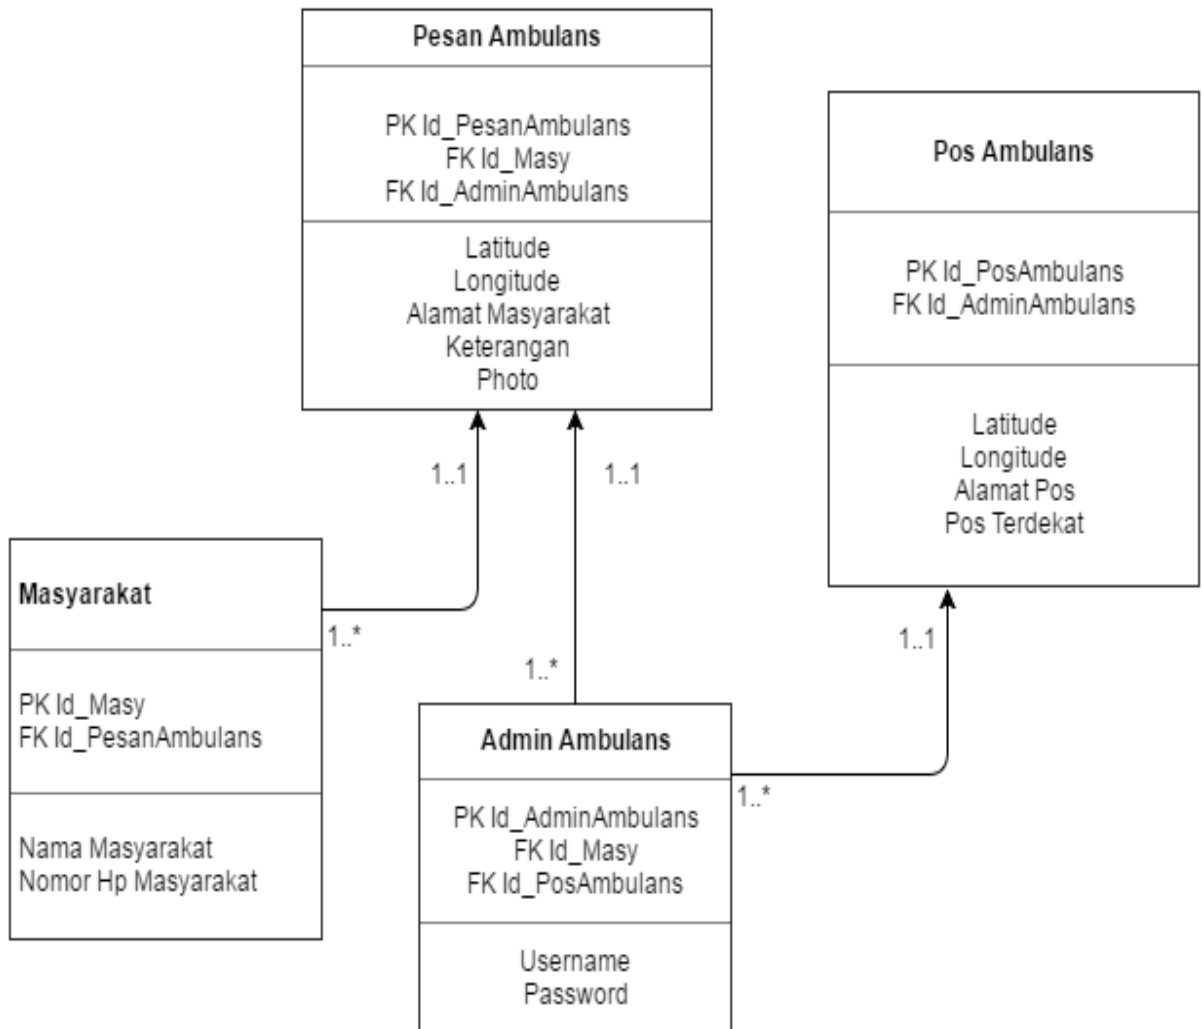 Pesan Ambulans
PK Id_PesanAmbulans
FK Id_Masy
FK Id_AdminAmbulans
Latitude
Longitude
Alamat Masyarakat
Keterangan
Photo
Pos Ambulans
PK Id_PosAmbulans
FK Id_AdminAmbulans
Latitude
Longitude
Alamat Pos
Pos Terdekat
1..1
1..1
Masyarakat
PK Id_Masy
FK Id_PesanAmbulans
Nama Masyarakat
Nomor Hp Masyarakat
1..*
1..*
1..1
Admin Ambulans
PK Id_AdminAmbulans
FK Id_Masy
FK Id_PosAmbulans
Username
Password
1..*